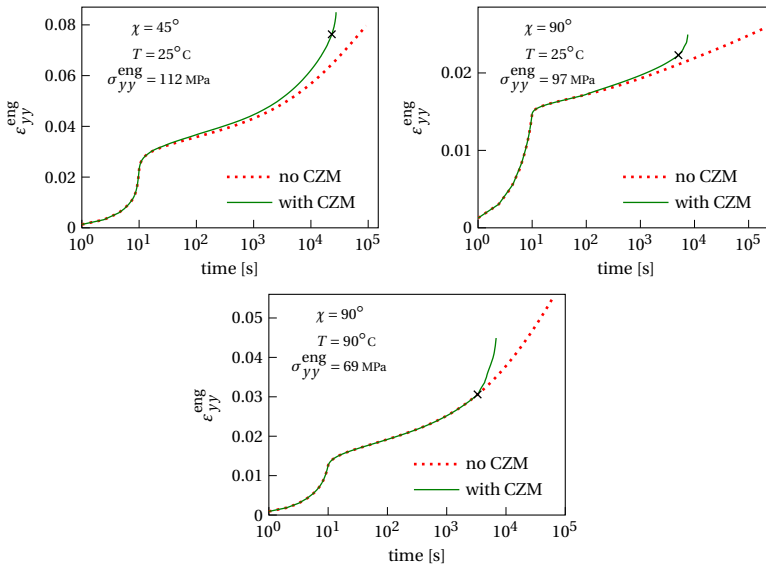 0.08
0.06
0.04
0.02
0
ε_yy^eng
χ = 45°
T = 25°C
σ_yy^eng = 112 MPa
no CZM
with CZM
10^0 10^1 10^2 10^3 10^4 10^5
time [s]
0.02
0.01
0
ε_yy^eng
χ = 90°
T = 25°C
σ_yy^eng = 97 MPa
no CZM
with CZM
10^0 10^1 10^2 10^3 10^4 10^5
time [s]
0.05
0.04
0.03
0.02
0.01
0
ε_yy^eng
χ = 90°
T = 90°C
σ_yy^eng = 69 MPa
no CZM
with CZM
10^0 10^1 10^2 10^3 10^4 10^5
time [s]